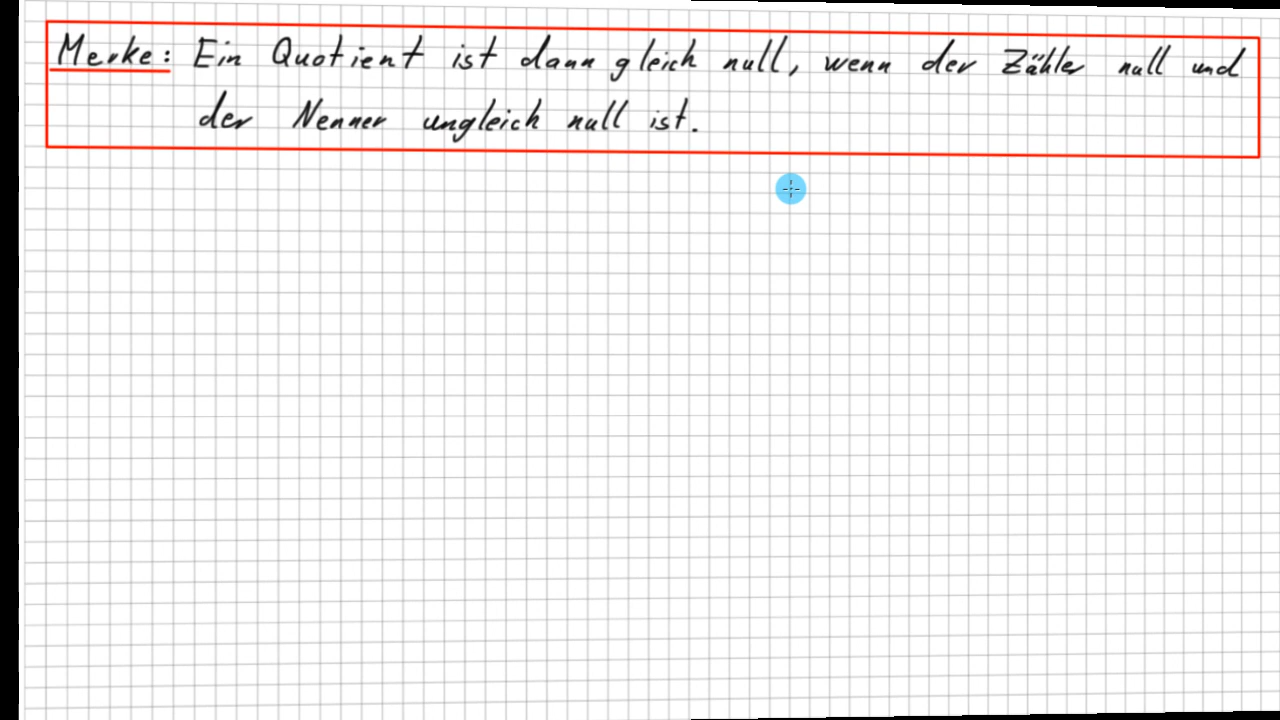 Merke: Ein Quotient ist dann gleich null, wenn der Zähler null und
der Nenner ungleich null ist.